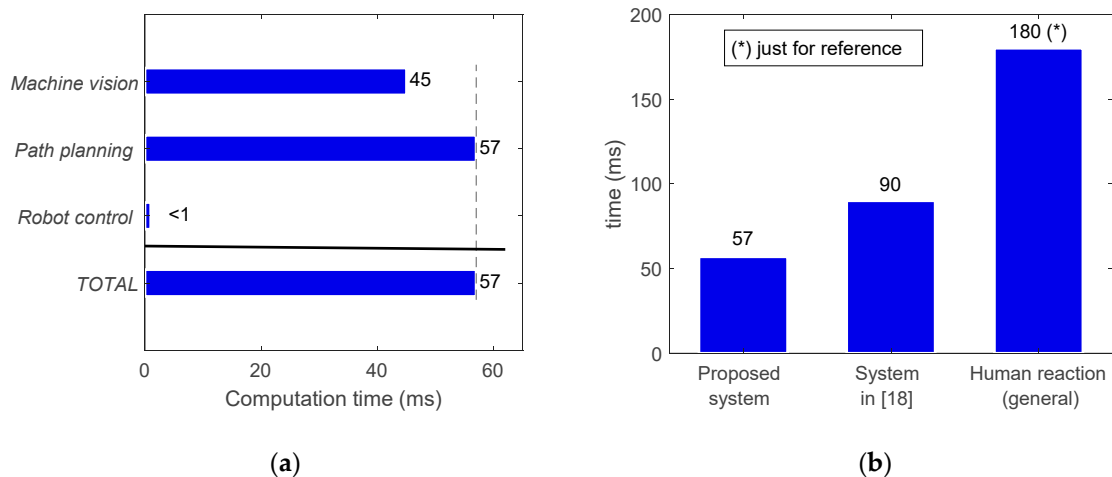 Machine vision
45
Path planning
57
Robot control
<1
TOTAL
57
0
20
40
60
Computation time (ms)
(a)
200
150
100
50
0
time (ms)
(*) just for reference
57
90
180 (*)
Proposed
system
System
in [18]
Human reaction
(general)
(b)